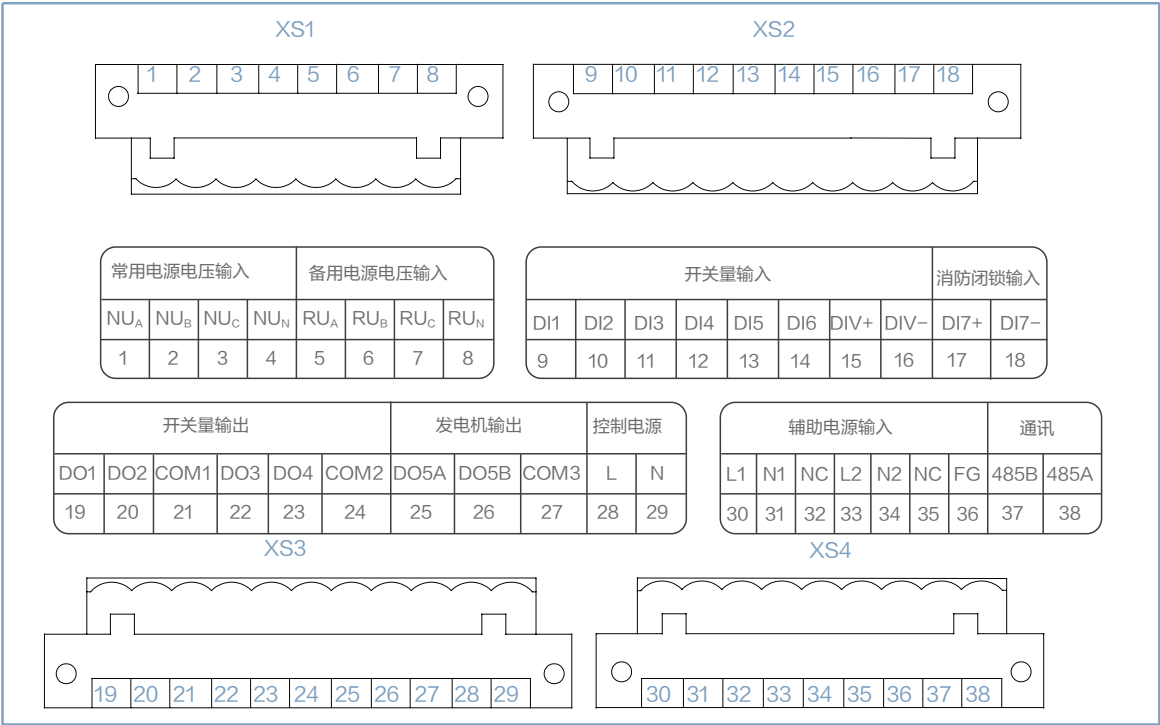 XS1 XS2
1 2 3 4 5 6 7 8 9 10 11 12 13 14 15 16 17 18
常用电源电压输入 备用电源电压输入 开关量输入 消防闭锁输入
NUA NUB NUC NUN RUA RUB RUC RUN DI1 DI2 DI3 DI4 DI5 DI6 DIV+ DIV− DI7+ DI7−
1 2 3 4 5 6 7 8 9 10 11 12 13 14 15 16 17 18
开关量输出 发电机输出 控制电源 辅助电源输入 通讯
DO1 DO2 COM1 DO3 DO4 COM2 DO5A DO5B COM3 L N L1 N1 NC L2 N2 NC FG 485B 485A
19 20 21 22 23 24 25 26 27 28 29 30 31 32 33 34 35 36 37 38
XS3 XS4
19 20 21 22 23 24 25 26 27 28 29 30 31 32 33 34 35 36 37 38